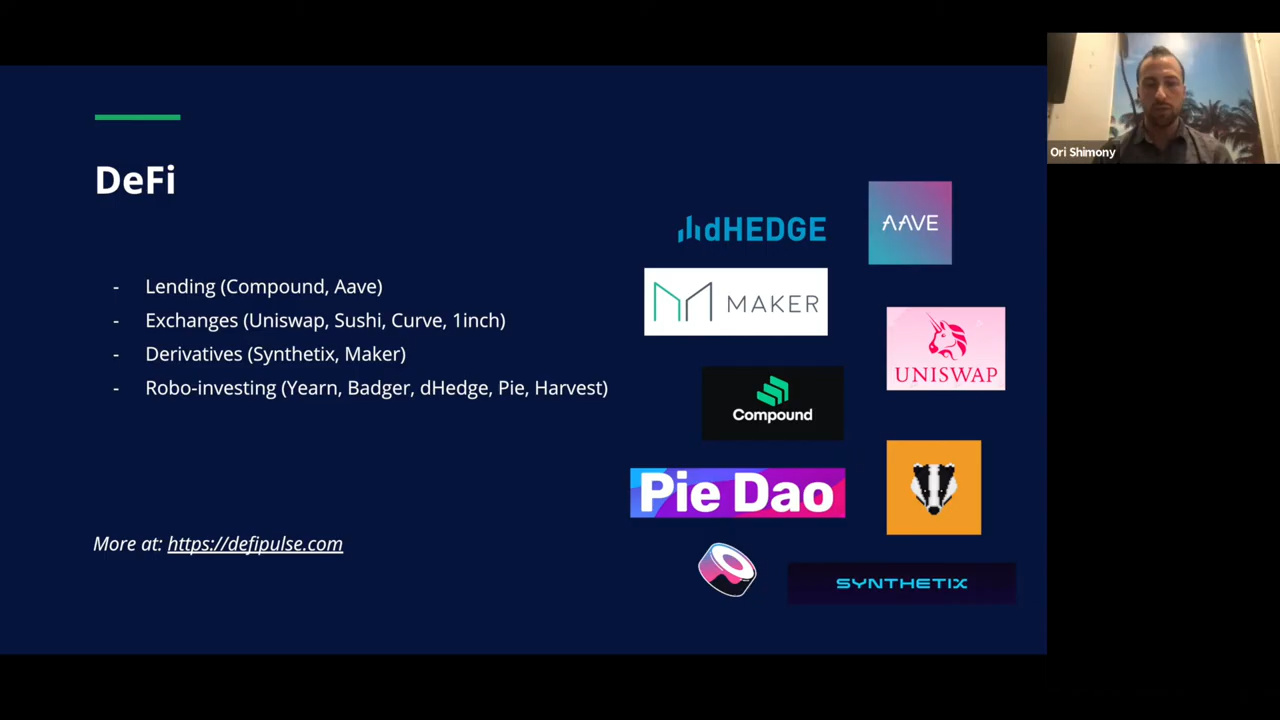 DeFi
- Lending (Compound, Aave)
- Exchanges (Uniswap, Sushi, Curve, 1inch)
- Derivatives (Synthetix, Maker)
- Robo-investing (Yearn, Badger, dHedge, Pie, Harvest)
More at: https://defipulse.com
dHEDGE
AAVE
MAKER
UNISWAP
Compound
Pie Dao
SYNTHETIX
Ori Shimony